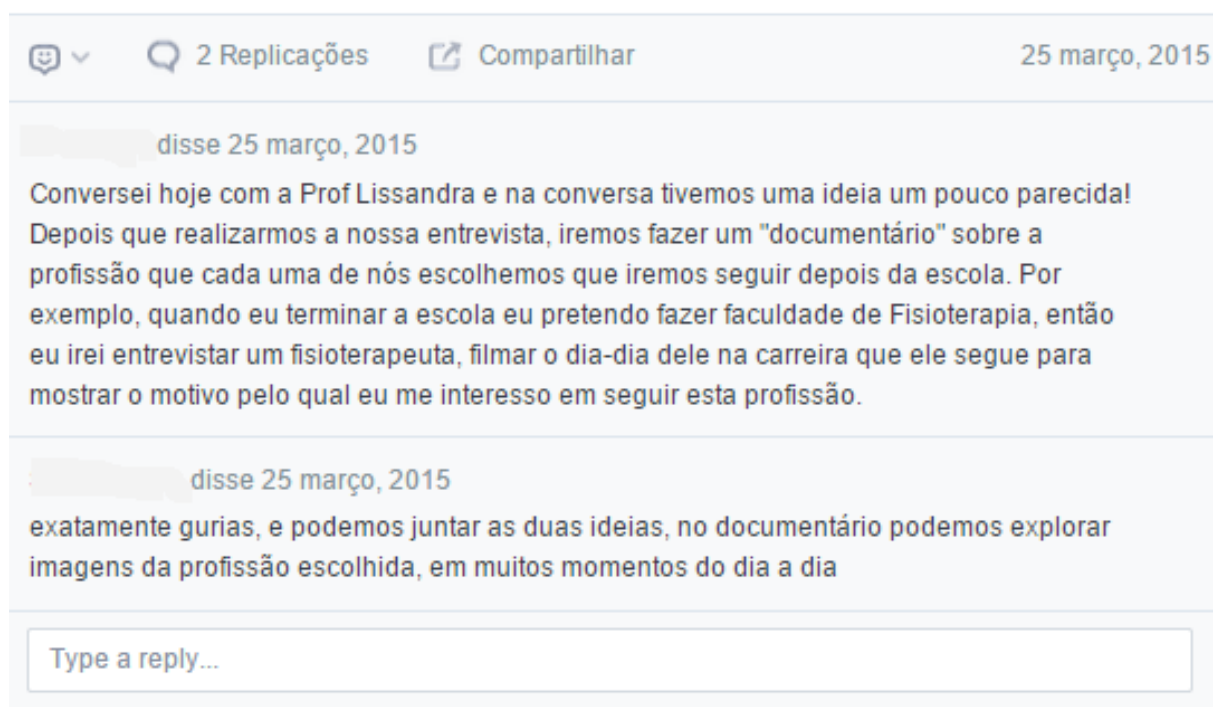 2 Replicações Compartilhar 25 março, 2015
disse 25 março, 2015
Conversei hoje com a Prof Lissandra e na conversa tivemos uma ideia um pouco parecida!
Depois que realizarmos a nossa entrevista, iremos fazer um "documentário" sobre a
profissão que cada uma de nós escolhemos que iremos seguir depois da escola. Por
exemplo, quando eu terminar a escola eu pretendo fazer faculdade de Fisioterapia, então
eu irei entrevistar um fisioterapeuta, filmar o dia-dia dele na carreira que ele segue para
mostrar o motivo pelo qual eu me interesso em seguir esta profissão.
disse 25 março, 2015
exatamente gurias, e podemos juntar as duas ideias, no documentário podemos explorar
imagens da profissão escolhida, em muitos momentos do dia a dia
Type a reply...